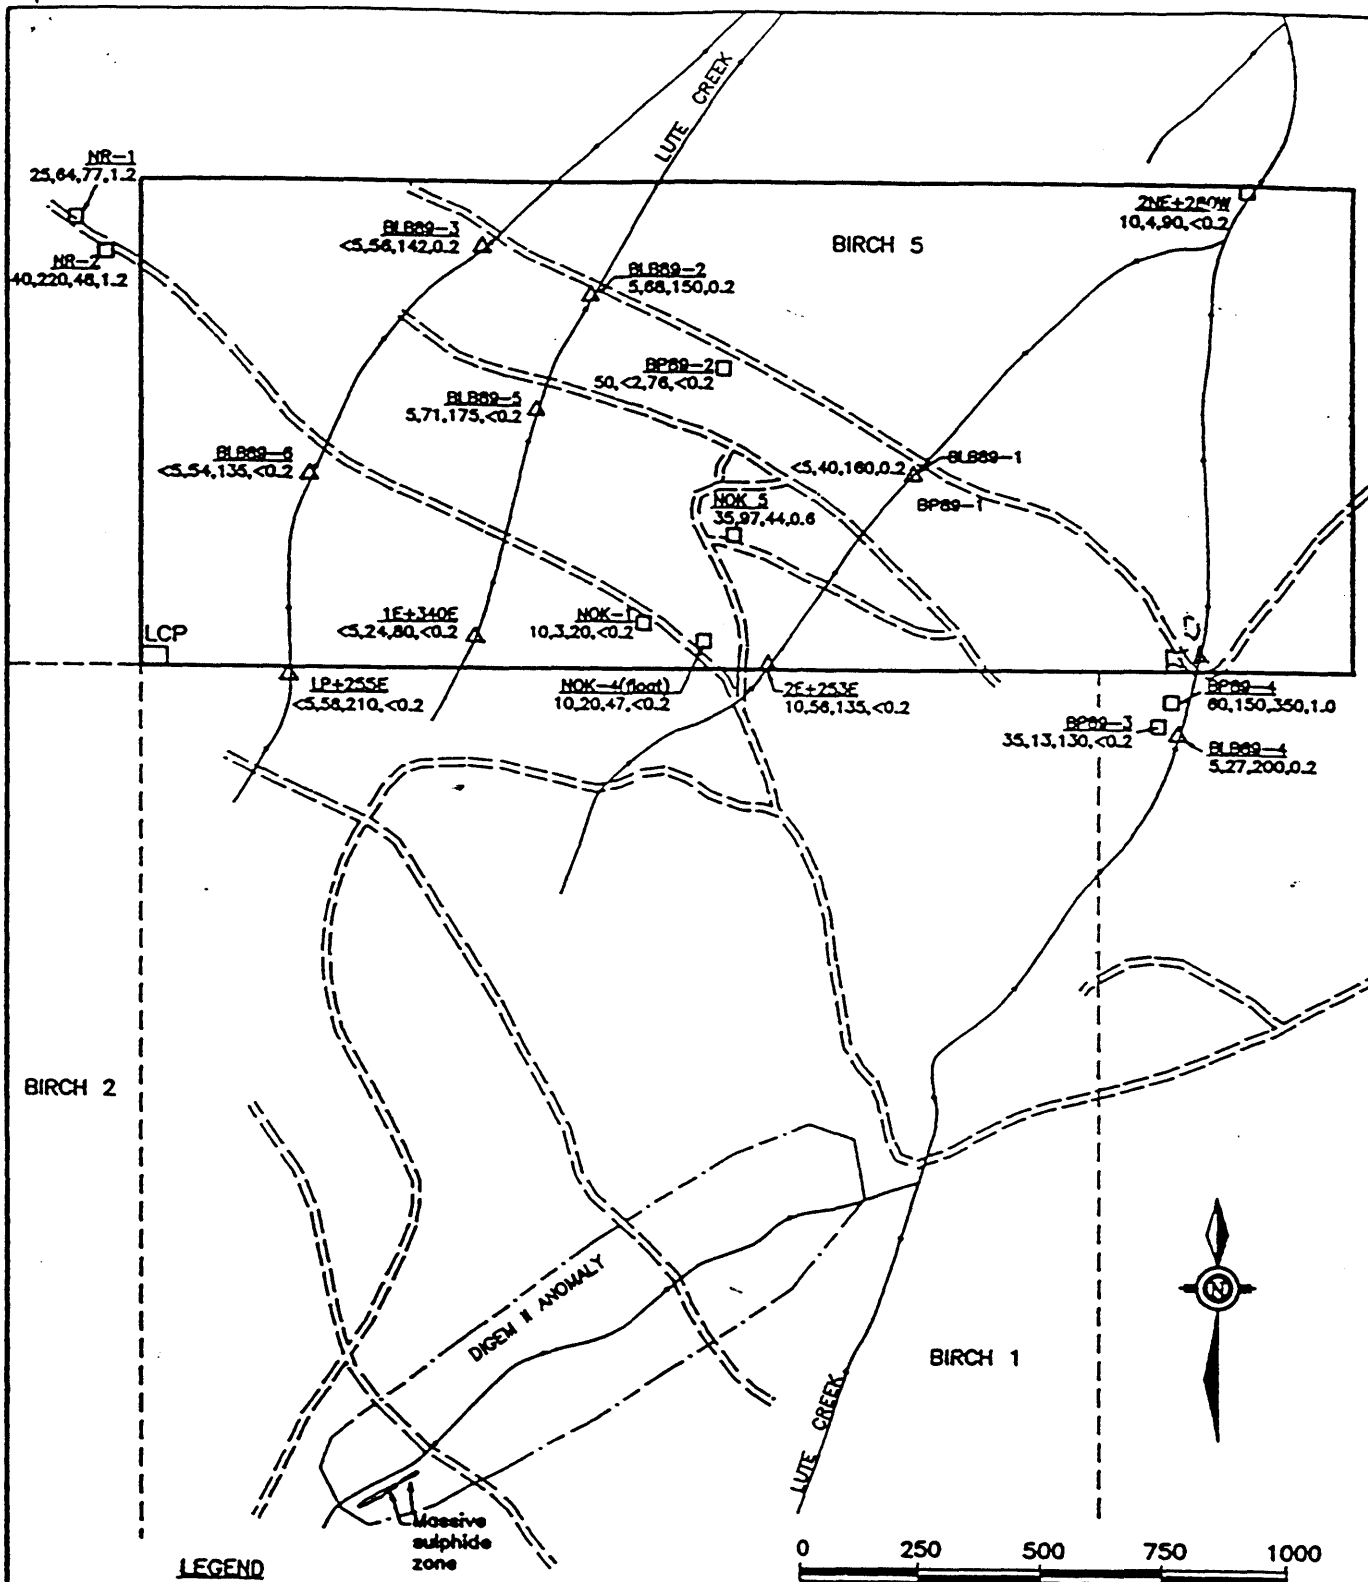 LUTE CREEK
NR-1
25,64,77,1.2
NR-2
40,220,48,1.2
BLB89-3
<5,56,142,0.2
BIRCH 5
2NE+280W
10,4,90,<0.2
BLB89-2
5,68,150,0.2
BP89-2
50,<2,76,<0.2
BLB89-5
5,71,175,<0.2
BLB89-6
<5,54,135,<0.2
<5,40,160,0.2
BLB89-1
BP89-1
NOK 5
35,97,44,0.6
1E+340E
<5,24,80,<0.2
NOK-1
10,3,20,<0.2
LCP
1P+255E
<5,58,210,<0.2
NOK-4(float)
10,20,47,<0.2
2E+253E
10,56,135,<0.2
BP89-4
60,150,350,1.0
BP89-3
35,13,130,<0.2
BLB89-4
5,27,200,0.2
BIRCH 2
DIGEM II ANOMALY
BIRCH 1
N
LUTE CREEK
Massive
sulphide
zone
LEGEND
0 250 500 750 1000